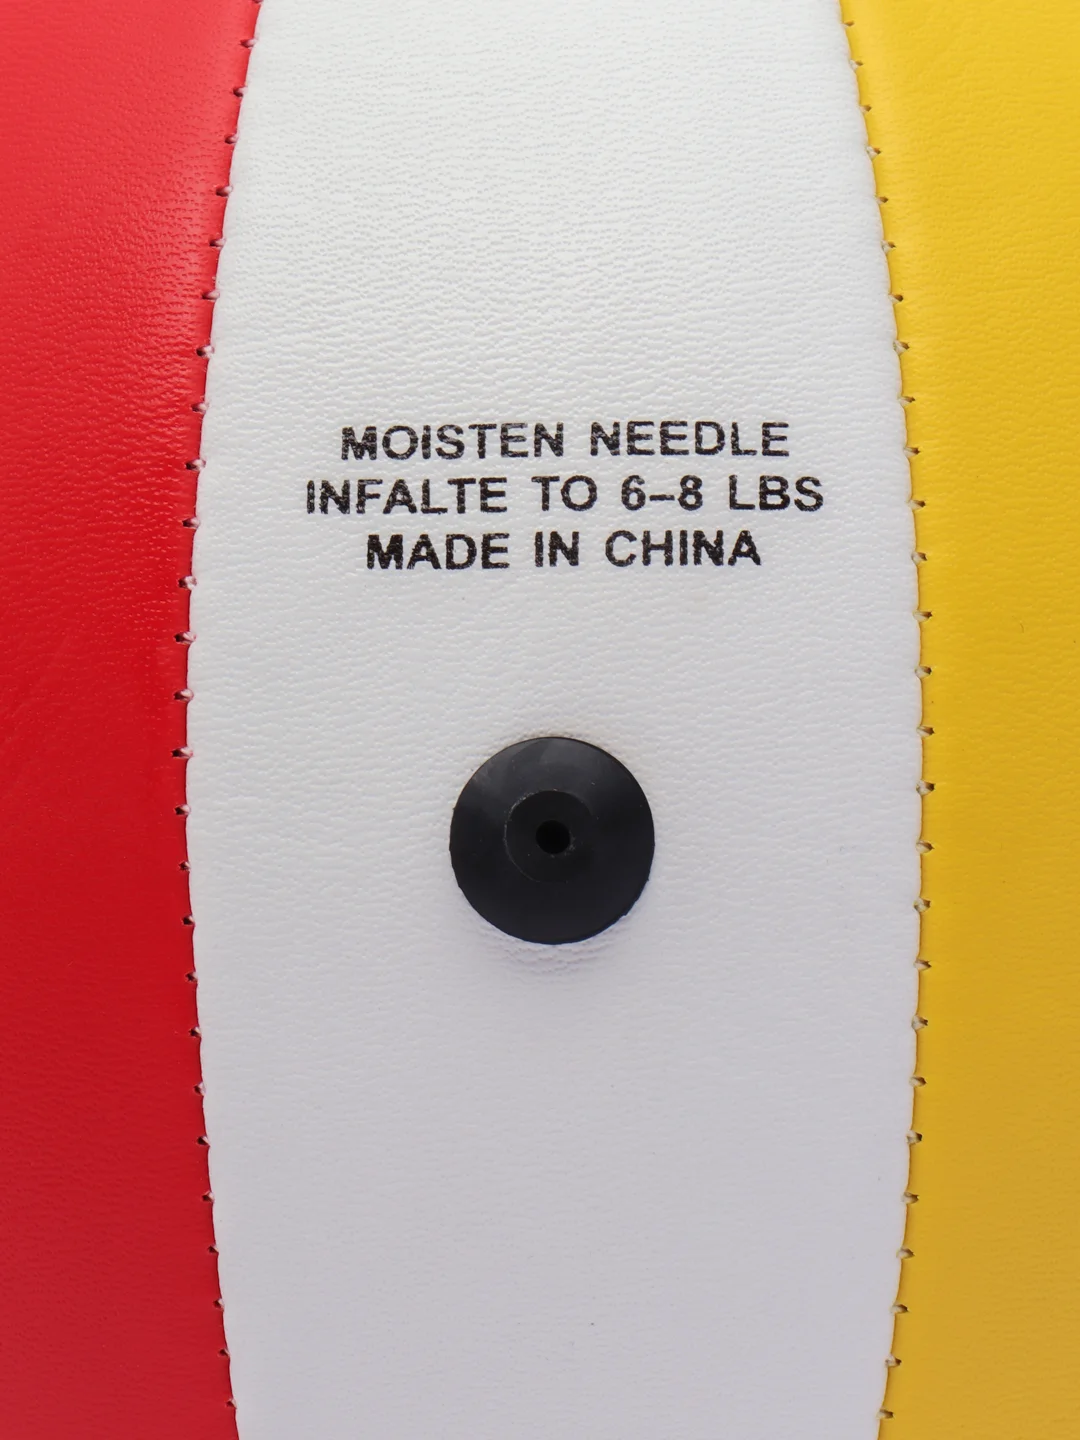 MOISTEN NEEDLE
INFALTE TO 6–8 LBS
MADE IN CHINA